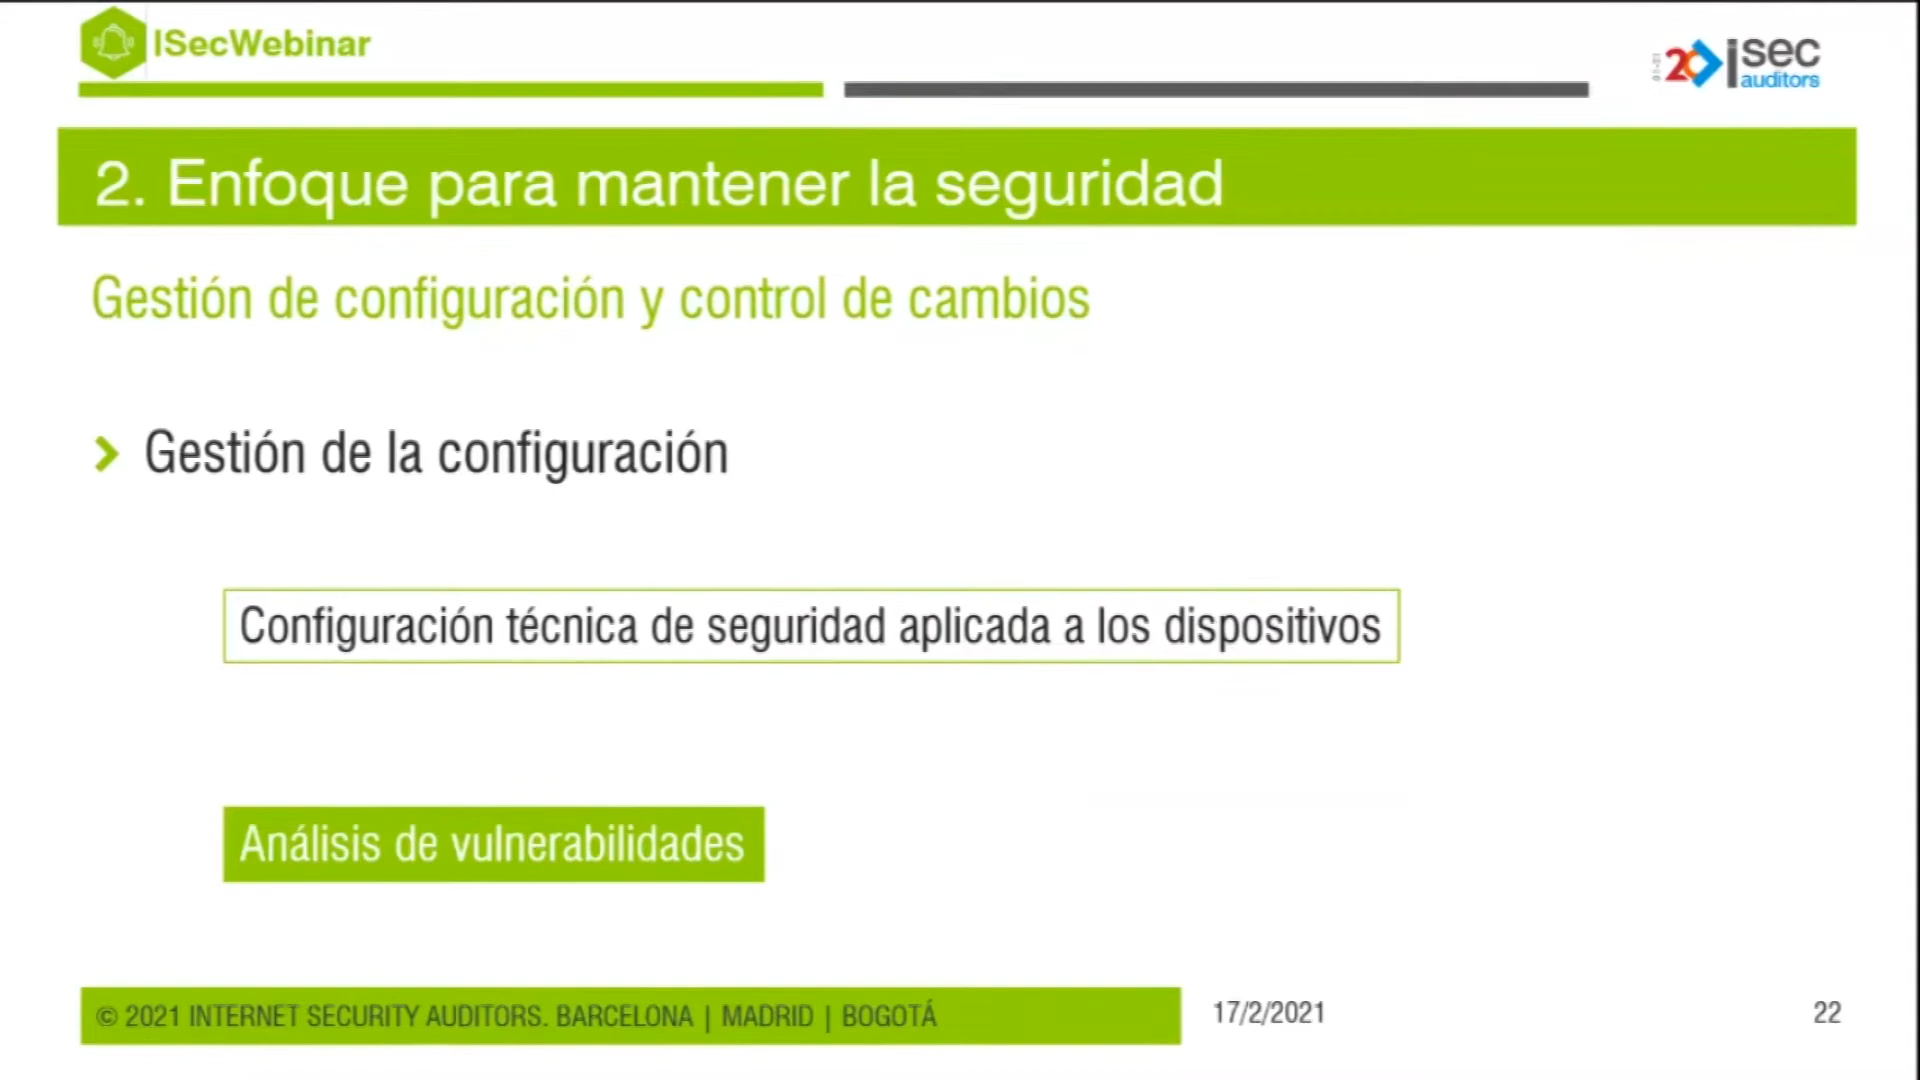 ISecWebinar
20 isec
auditors
2. Enfoque para mantener la seguridad
Gestión de configuración y control de cambios
Gestión de la configuración
Configuración técnica de seguridad aplicada a los dispositivos
Análisis de vulnerabilidades
© 2021 INTERNET SECURITY AUDITORS. BARCELONA | MADRID | BOGOTÁ
17/2/2021
22